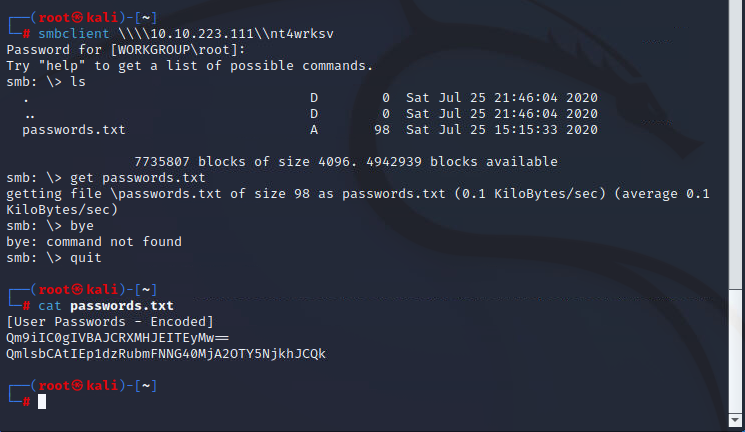 ┌──(root㉿kali)-[~]
└─# smbclient \\\\10.10.223.111\\nt4wrksv
Password for [WORKGROUP\root]:
Try "help" to get a list of possible commands.
smb: \> ls
  .                                   D        0  Sat Jul 25 21:46:04 2020
  ..                                  D        0  Sat Jul 25 21:46:04 2020
  passwords.txt                       A       98  Sat Jul 25 15:15:33 2020
                7735807 blocks of size 4096. 4942939 blocks available
smb: \> get passwords.txt
getting file \passwords.txt of size 98 as passwords.txt (0.1 KiloBytes/sec) (average 0.1
KiloBytes/sec)
smb: \> bye
bye: command not found
smb: \> quit
┌──(root㉿kali)-[~]
└─# cat passwords.txt
[User Passwords - Encoded]
Qm9iIC0gIVBAJCRXMHJEITEyMw==
QmlsbCAtIEp1dzRubmFNNG40MjA2OTY5NjkhJCQk
┌──(root㉿kali)-[~]
└─#